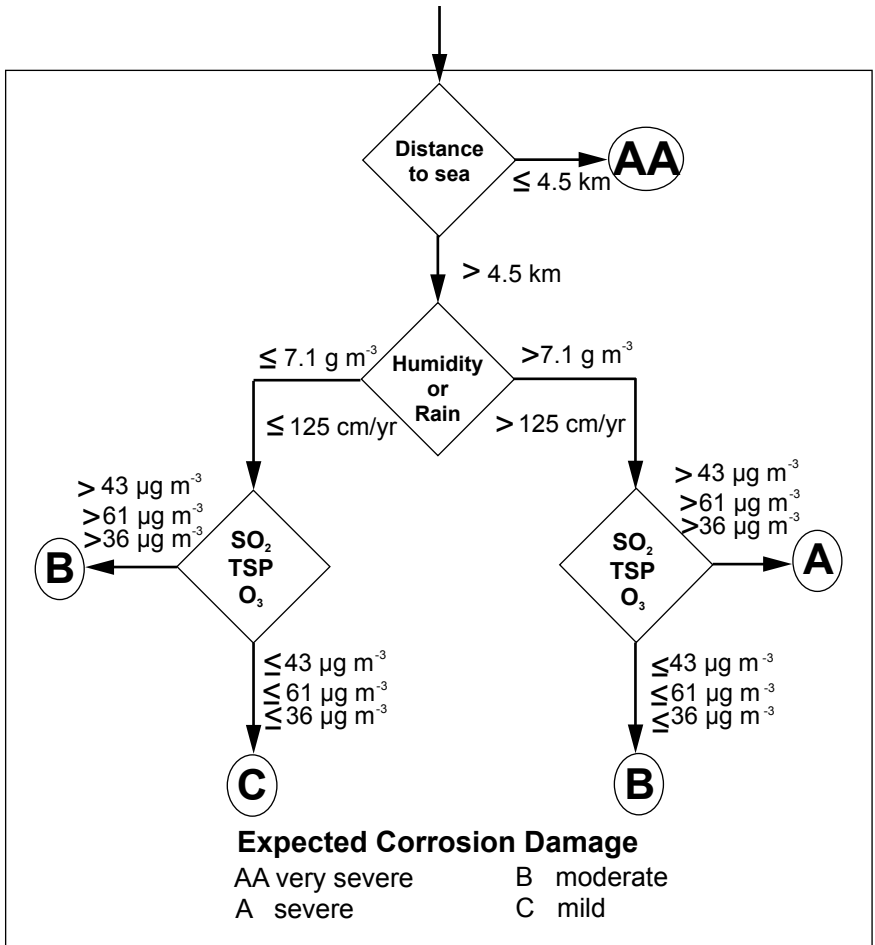 Distance
to sea
AA
≤ 4.5 km
> 4.5 km
≤ 7.1 g m⁻³
Humidity
or
Rain
>7.1 g m⁻³
≤ 125 cm/yr
> 125 cm/yr
> 43 µg m⁻³
>61 µg m⁻³
>36 µg m⁻³
B
SO₂
TSP
O₃
> 43 µg m⁻³
>61 µg m⁻³
>36 µg m⁻³
SO₂
TSP
O₃
A
≤43 µg m⁻³
≤ 61 µg m⁻³
≤ 36 µg m⁻³
C
≤43 µg m⁻³
≤61 µg m⁻³
≤36 µg m⁻³
B
Expected Corrosion Damage
AA very severe
B moderate
A severe
C mild